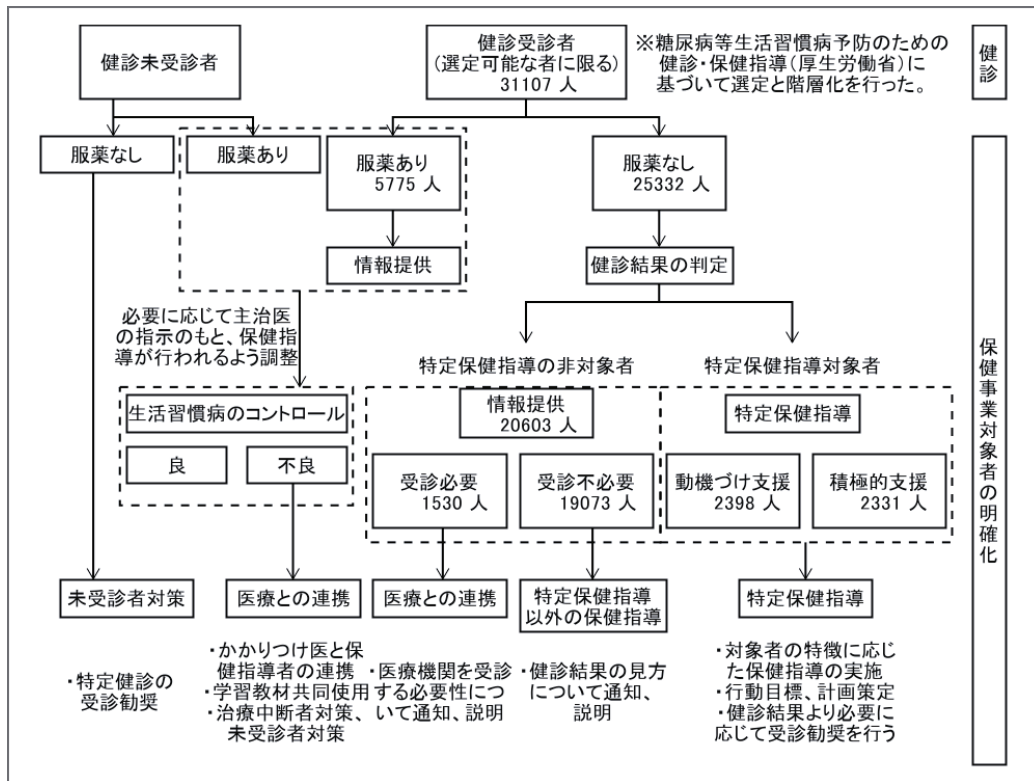 健診未受診者
健診受診者
(選定可能な者に限る)
31107 人
※糖尿病等生活習慣病予防のための
健診・保健指導(厚生労働省)に
基づいて選定と階層化を行った。
健診
服薬なし
服薬あり
服薬あり
5775 人
服薬なし
25332 人
情報提供
健診結果の判定
必要に応じて主治医
の指示のもと、保健指
導が行われるよう調整
特定保健指導の非対象者
特定保健指導対象者
生活習慣病のコントロール
良
不良
情報提供
20603 人
特定保健指導
受診必要
1530 人
受診不必要
19073 人
動機づけ支援
2398 人
積極的支援
2331 人
保健事業対象者の明確化
未受診者対策
医療との連携
医療との連携
特定保健指導
以外の保健指導
特定保健指導
・特定健診の
受診勧奨
・かかりつけ医と保
健指導者の連携
・学習教材共同使用
・治療中断者対策、
未受診者対策
・医療機関を受診
する必要性につ
いて通知、説明
・健診結果の見方
について通知、
説明
・対象者の特徴に応じ
た保健指導の実施
・行動目標、計画策定
・健診結果より必要に
応じて受診勧奨を行う